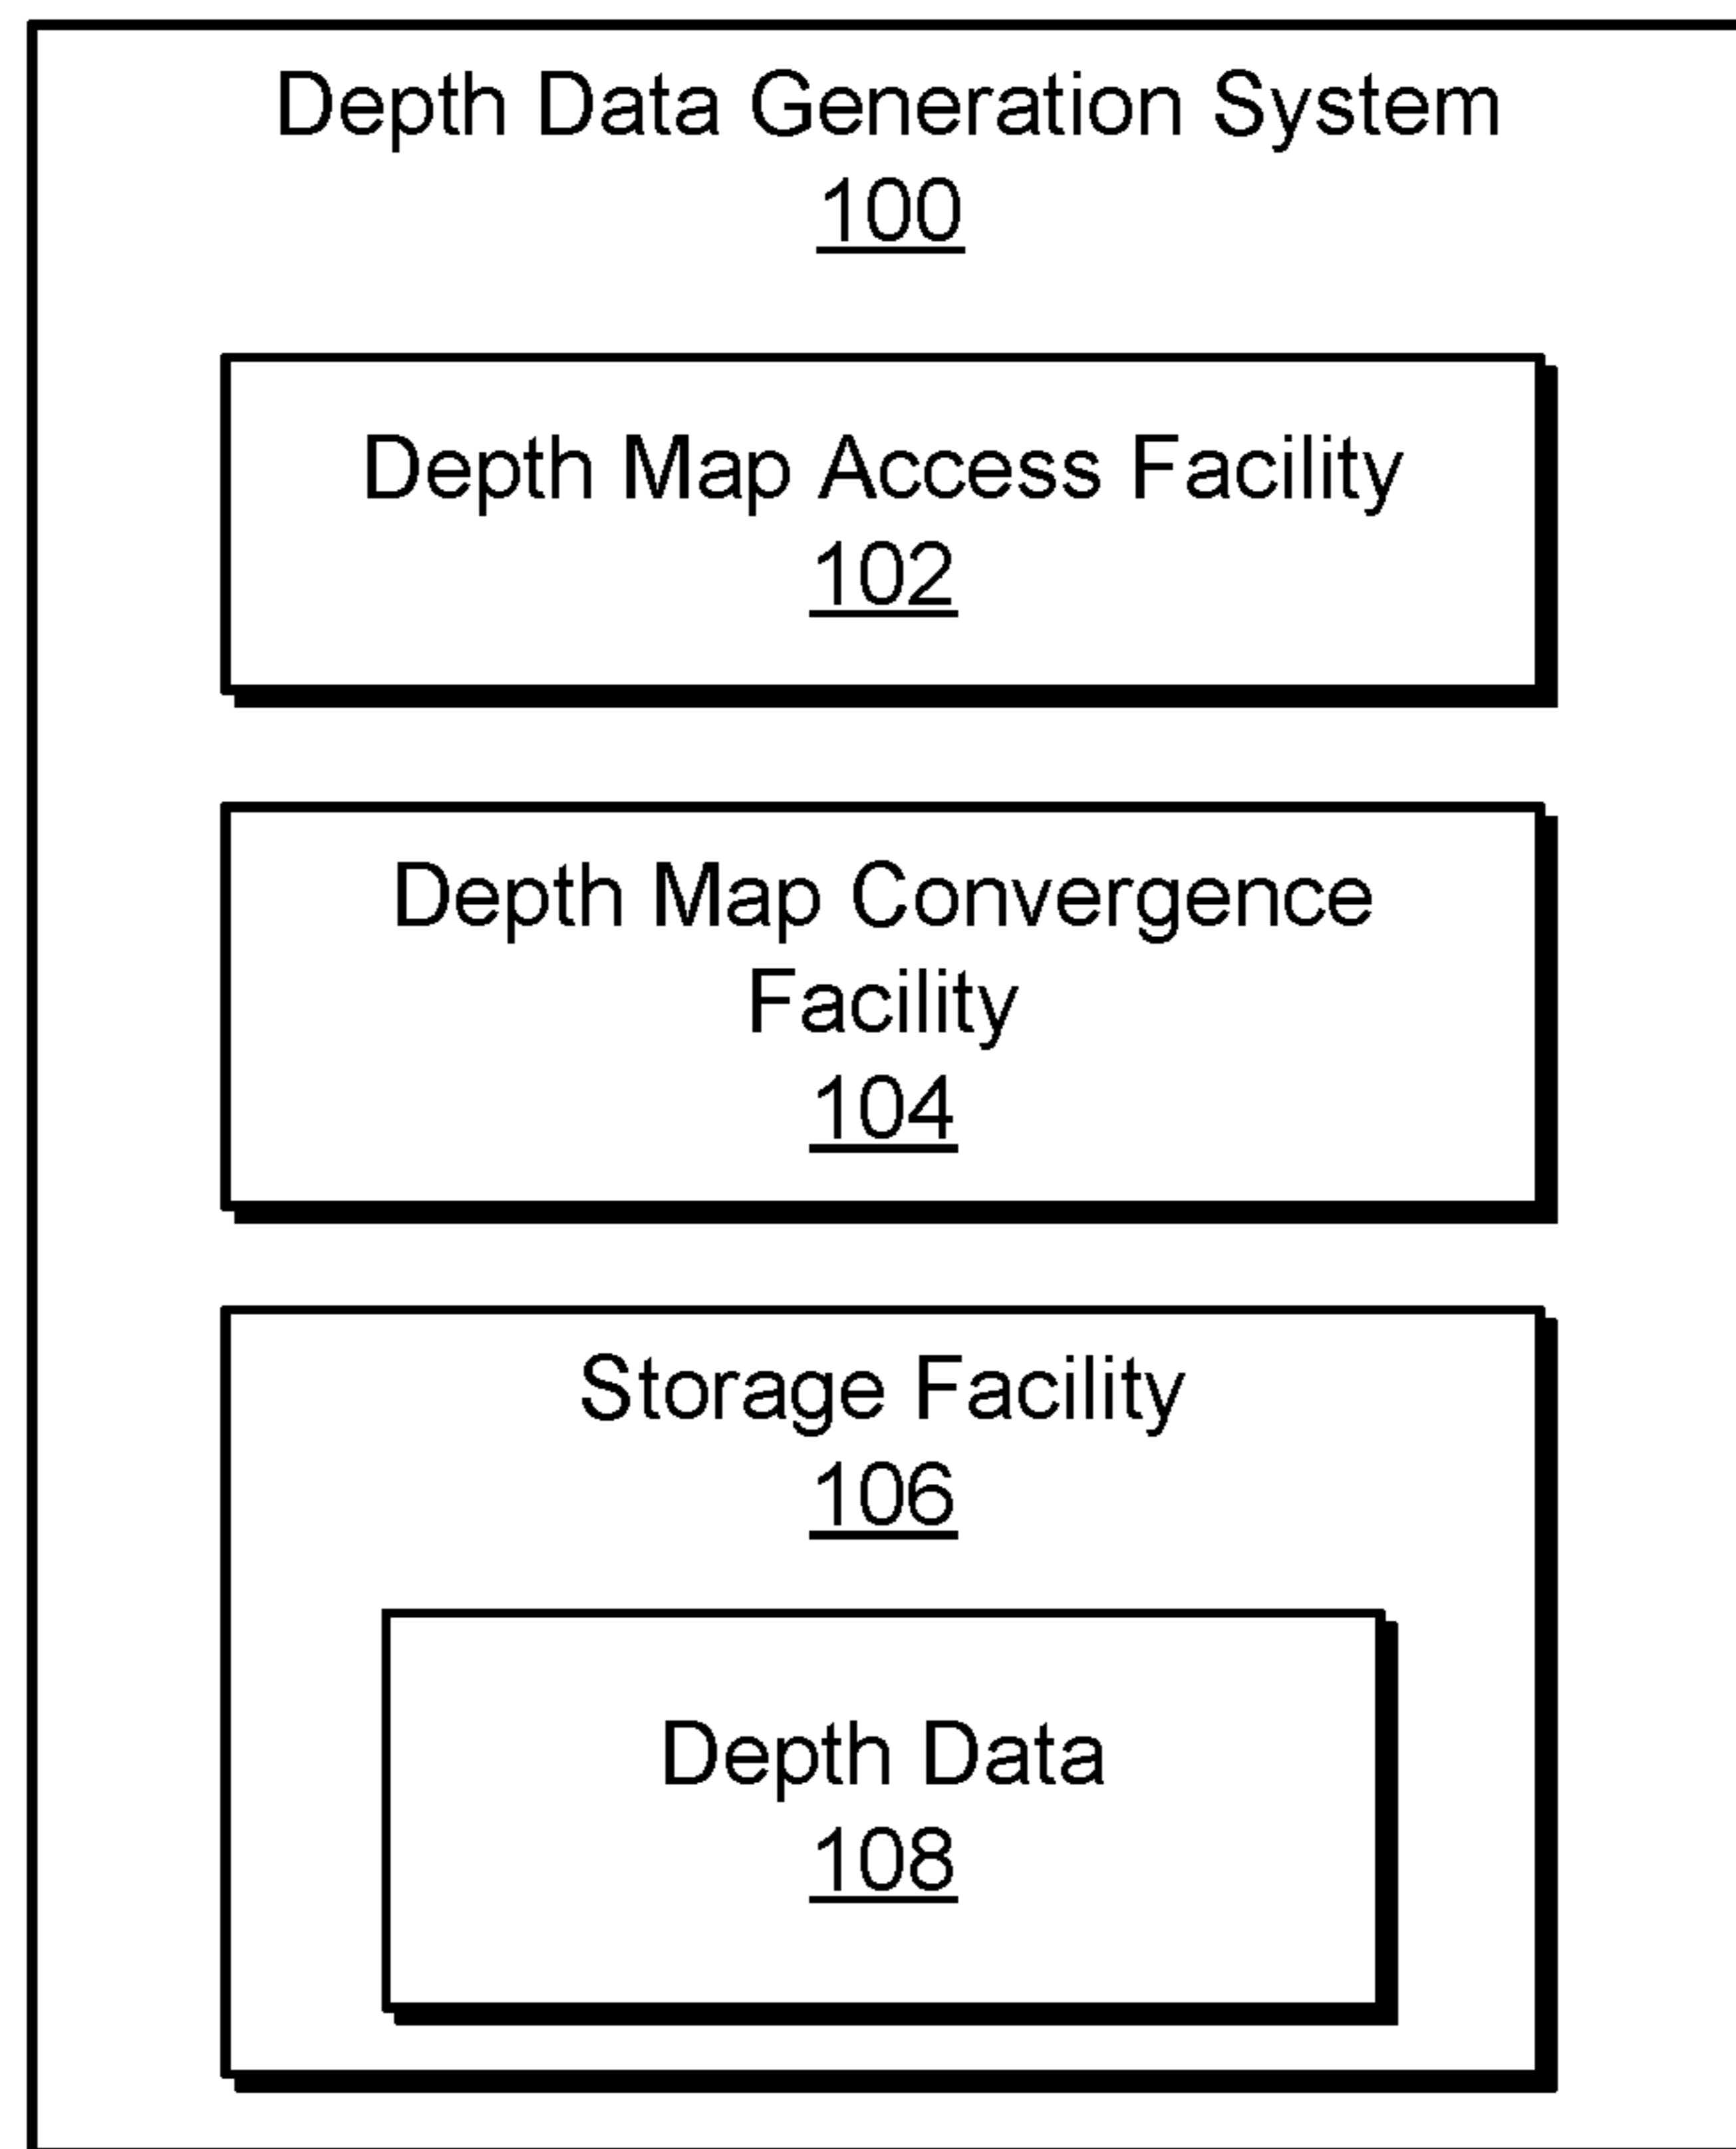 Depth Data Generation System
100
Depth Map Access Facility
102
Depth Map Convergence
Facility
104
Storage Facility
106
Depth Data
108